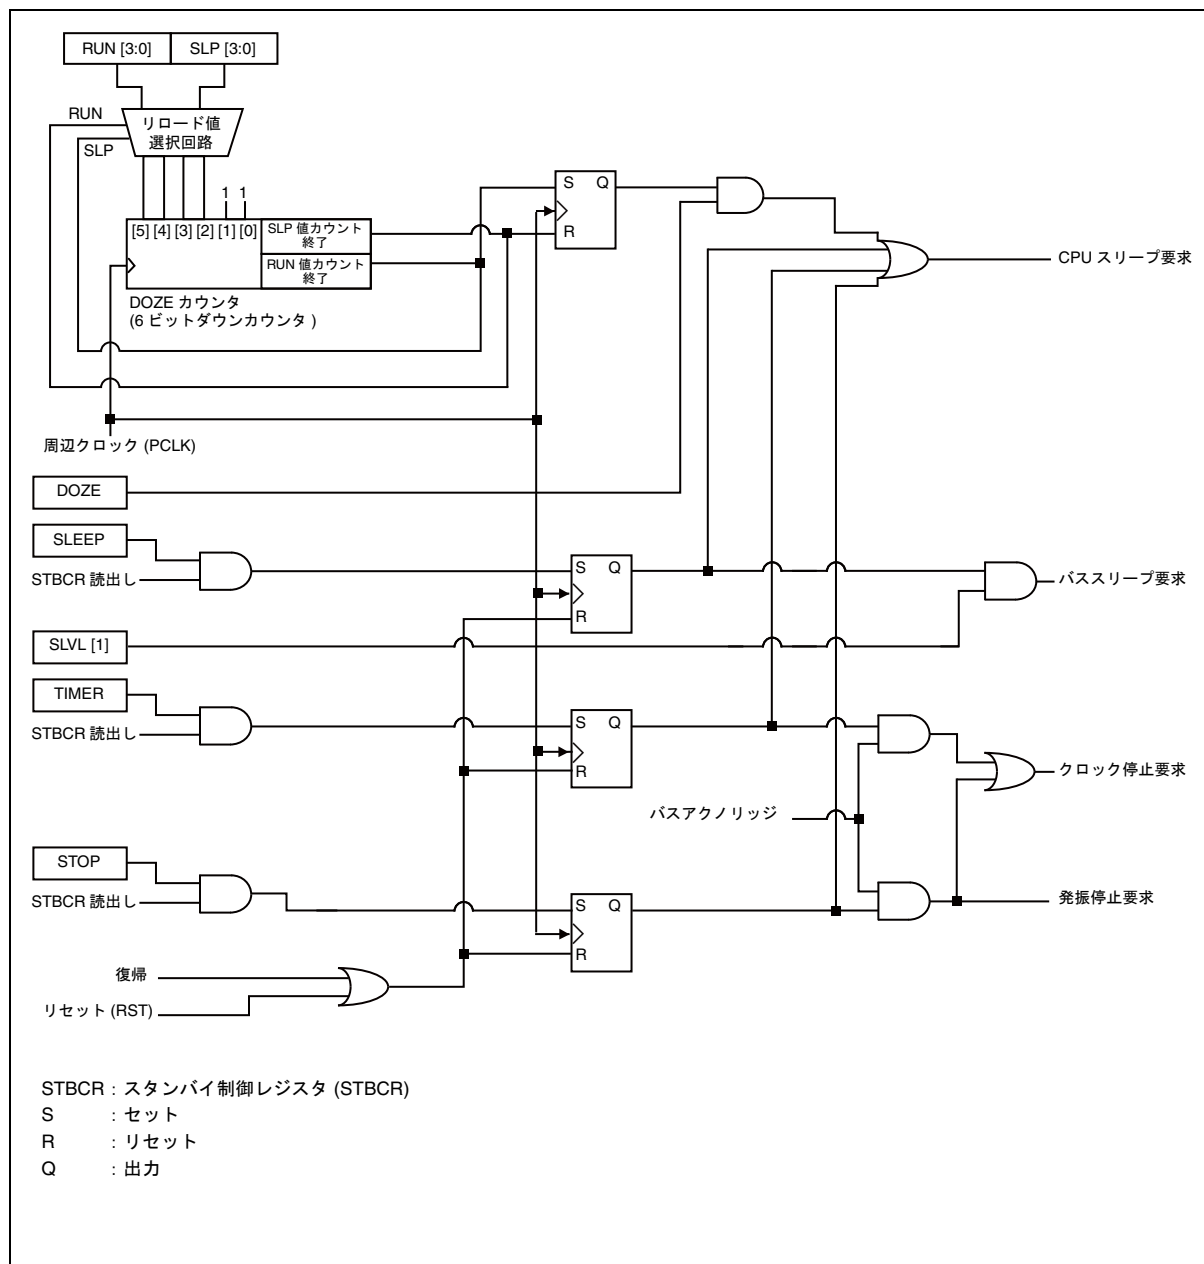 RUN [3:0] SLP [3:0]
RUN
リロード値
選択回路
SLP
1 1
[5] [4] [3] [2] [1] [0]
SLP 値カウント
終了
RUN 値カウント
終了
DOZE カウンタ
(6 ビットダウンカウンタ )
S Q
R
CPU スリープ要求
周辺クロック (PCLK)
DOZE
SLEEP
STBCR 読出し
S Q
R
バススリープ要求
SLVL [1]
TIMER
STBCR 読出し
S Q
R
クロック停止要求
バスアクノリッジ
STOP
STBCR 読出し
S Q
R
発振停止要求
復帰
リセット (RST)
STBCR : スタンバイ制御レジスタ (STBCR)
S : セット
R : リセット
Q : 出力